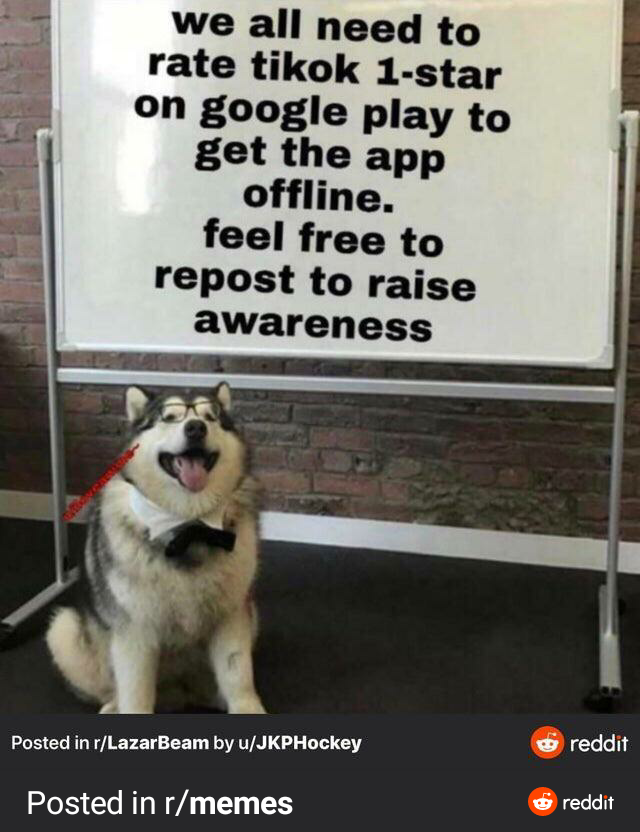 we all need to
rate tikok 1-star
on google play to
get the app
offline.
feel free to
repost to raise
awareness
Posted in r/LazarBeam by u/JKPHockey
reddit
Posted in r/memes
reddit